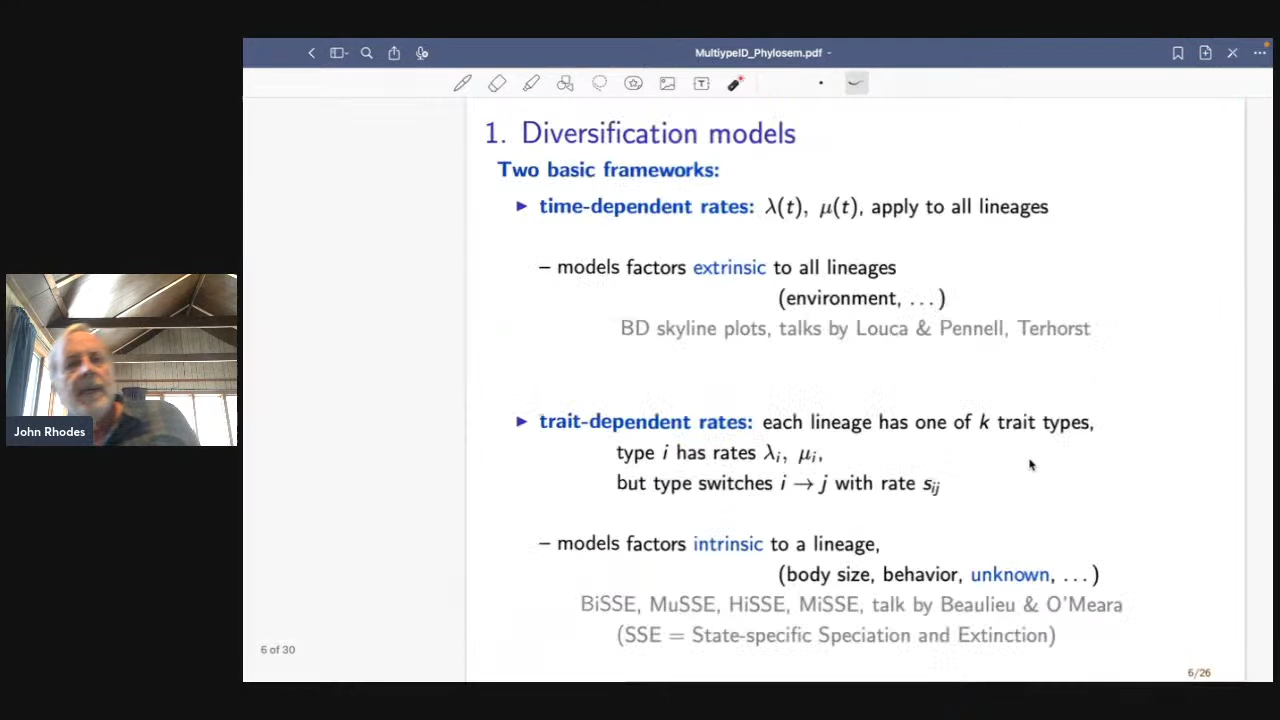 MultiypeID_Phylosem.pdf
1. Diversification models
Two basic frameworks:
▶ time-dependent rates: λ(t), μ(t), apply to all lineages
– models factors extrinsic to all lineages
(environment, ...)
BD skyline plots, talks by Louca & Pennell, Terhorst
▶ trait-dependent rates: each lineage has one of k trait types,
type i has rates λi, μi,
but type switches i → j with rate sij
– models factors intrinsic to a lineage,
(body size, behavior, unknown, ...)
BiSSE, MuSSE, HiSSE, MiSSE, talk by Beaulieu & O'Meara
(SSE = State-specific Speciation and Extinction)
6 of 30
6/26
John Rhodes